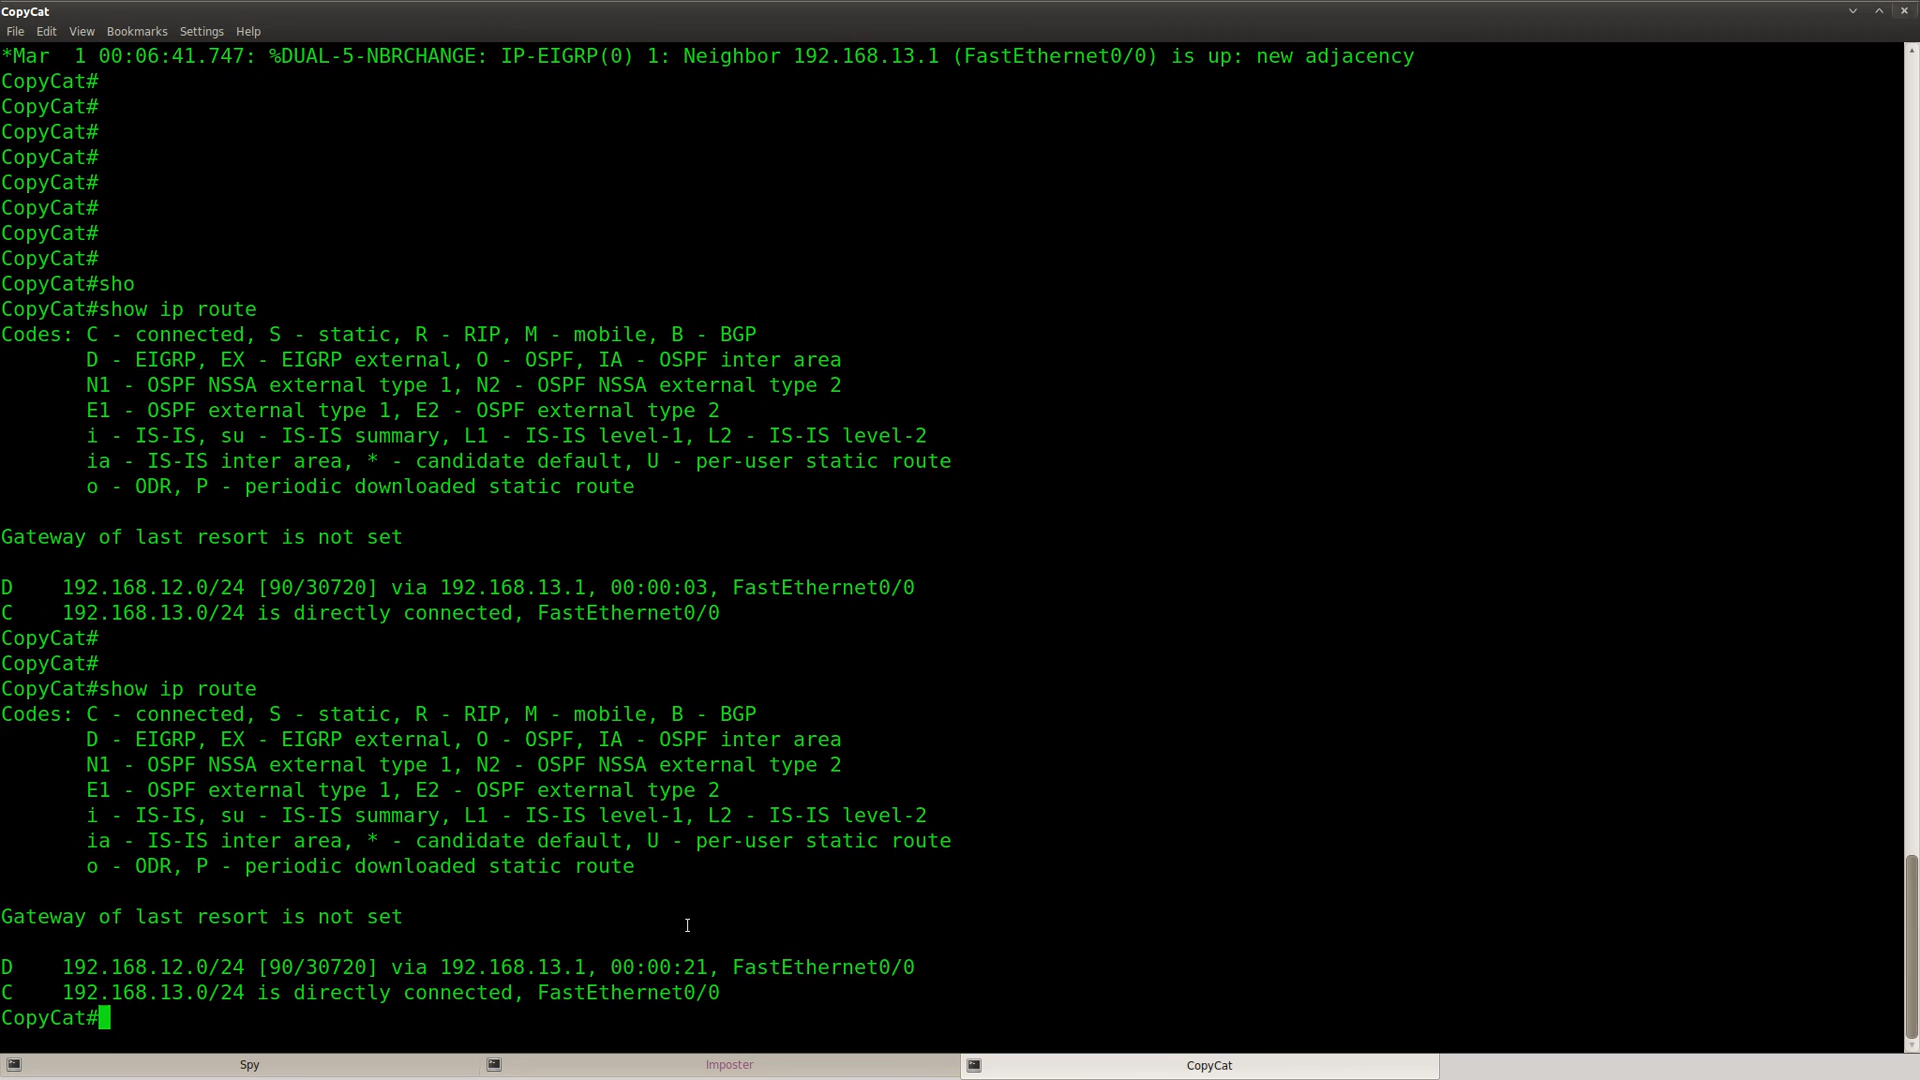 CopyCat
File Edit View Bookmarks Settings Help
*Mar  1 00:06:41.747: %DUAL-5-NBRCHANGE: IP-EIGRP(0) 1: Neighbor 192.168.13.1 (FastEthernet0/0) is up: new adjacency
CopyCat#
CopyCat#
CopyCat#
CopyCat#
CopyCat#
CopyCat#
CopyCat#
CopyCat#
CopyCat#sho
CopyCat#show ip route
Codes: C - connected, S - static, R - RIP, M - mobile, B - BGP
       D - EIGRP, EX - EIGRP external, O - OSPF, IA - OSPF inter area
       N1 - OSPF NSSA external type 1, N2 - OSPF NSSA external type 2
       E1 - OSPF external type 1, E2 - OSPF external type 2
       i - IS-IS, su - IS-IS summary, L1 - IS-IS level-1, L2 - IS-IS level-2
       ia - IS-IS inter area, * - candidate default, U - per-user static route
       o - ODR, P - periodic downloaded static route
Gateway of last resort is not set
D    192.168.12.0/24 [90/30720] via 192.168.13.1, 00:00:03, FastEthernet0/0
C    192.168.13.0/24 is directly connected, FastEthernet0/0
CopyCat#
CopyCat#
CopyCat#show ip route
Codes: C - connected, S - static, R - RIP, M - mobile, B - BGP
       D - EIGRP, EX - EIGRP external, O - OSPF, IA - OSPF inter area
       N1 - OSPF NSSA external type 1, N2 - OSPF NSSA external type 2
       E1 - OSPF external type 1, E2 - OSPF external type 2
       i - IS-IS, su - IS-IS summary, L1 - IS-IS level-1, L2 - IS-IS level-2
       ia - IS-IS inter area, * - candidate default, U - per-user static route
       o - ODR, P - periodic downloaded static route
Gateway of last resort is not set
D    192.168.12.0/24 [90/30720] via 192.168.13.1, 00:00:21, FastEthernet0/0
C    192.168.13.0/24 is directly connected, FastEthernet0/0
CopyCat#
Spy Imposter CopyCat